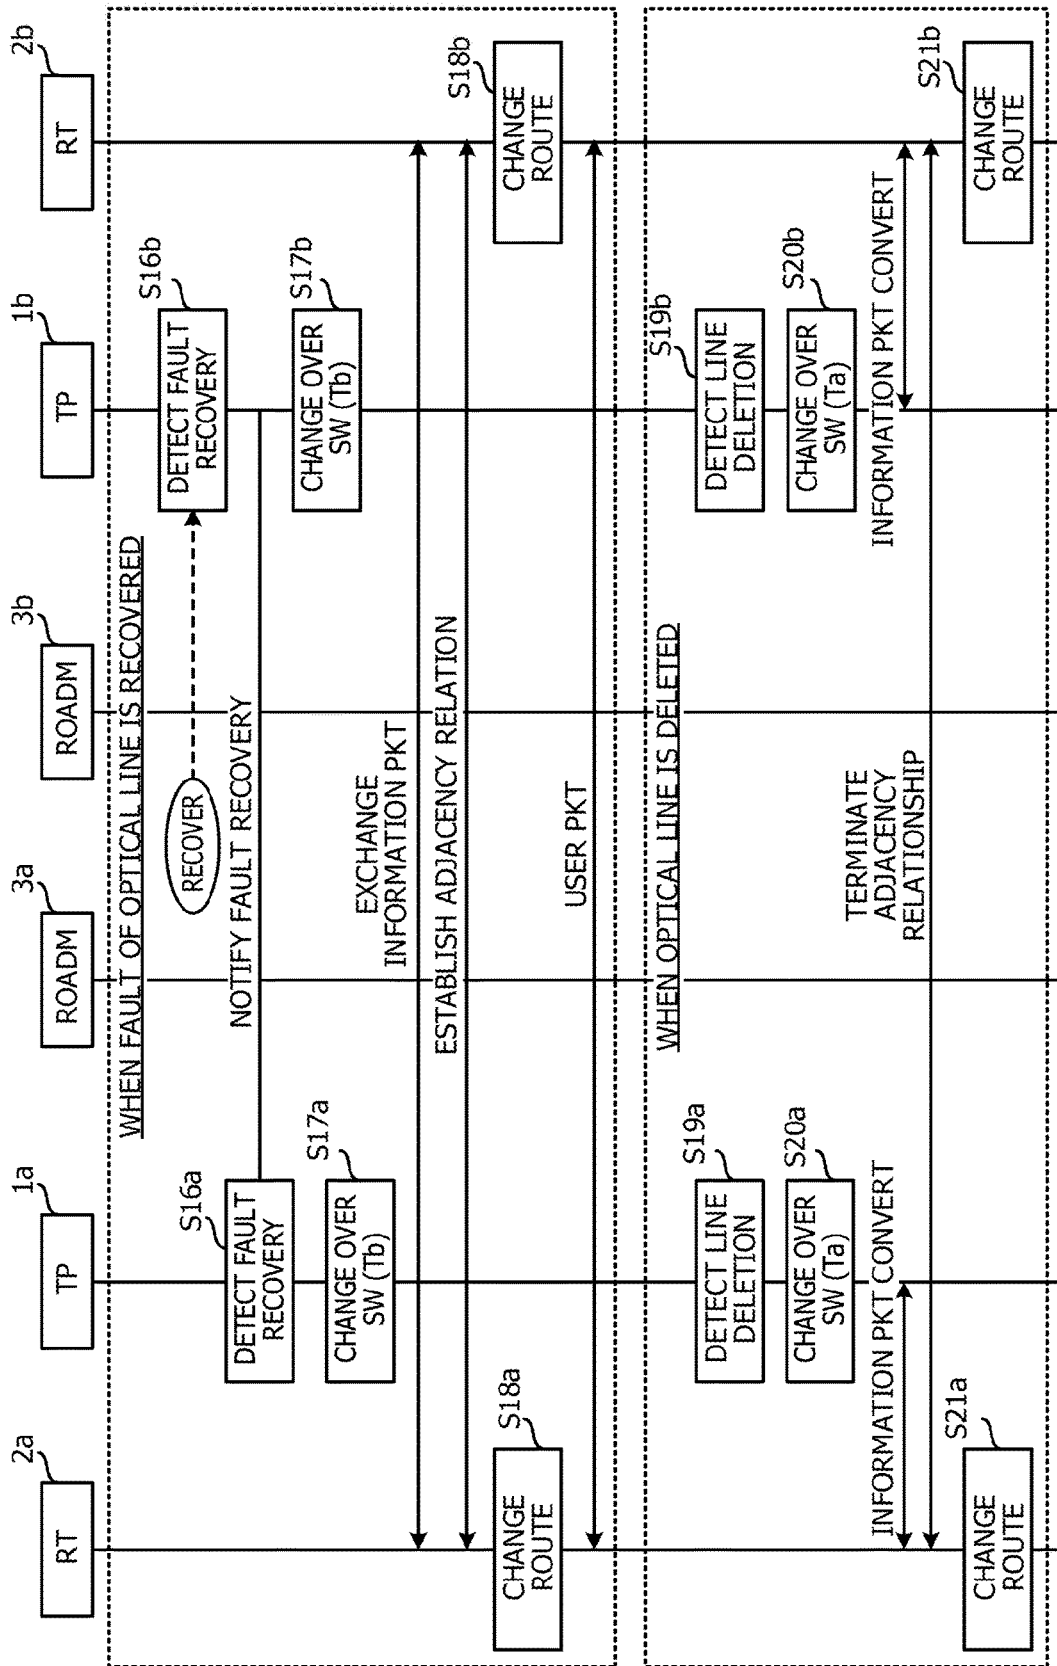 2a
RT
1a
TP
3a
ROADM
3b
ROADM
1b
TP
2b
RT
WHEN FAULT OF OPTICAL LINE IS RECOVERED
RECOVER
S16b
DETECT FAULT
RECOVERY
S16a
DETECT FAULT
RECOVERY
NOTIFY FAULT RECOVERY
S17a
CHANGE OVER
SW (Tb)
S17b
CHANGE OVER
SW (Tb)
EXCHANGE
INFORMATION PKT
ESTABLISH ADJACENCY RELATION
S18a
CHANGE
ROUTE
S18b
CHANGE
ROUTE
USER PKT
WHEN OPTICAL LINE IS DELETED
S19a
DETECT LINE
DELETION
S19b
DETECT LINE
DELETION
S20a
CHANGE OVER
SW (Ta)
S20b
CHANGE OVER
SW (Ta)
INFORMATION PKT CONVERT
INFORMATION PKT CONVERT
TERMINATE
ADJACENCY
RELATIONSHIP
S21a
CHANGE
ROUTE
S21b
CHANGE
ROUTE